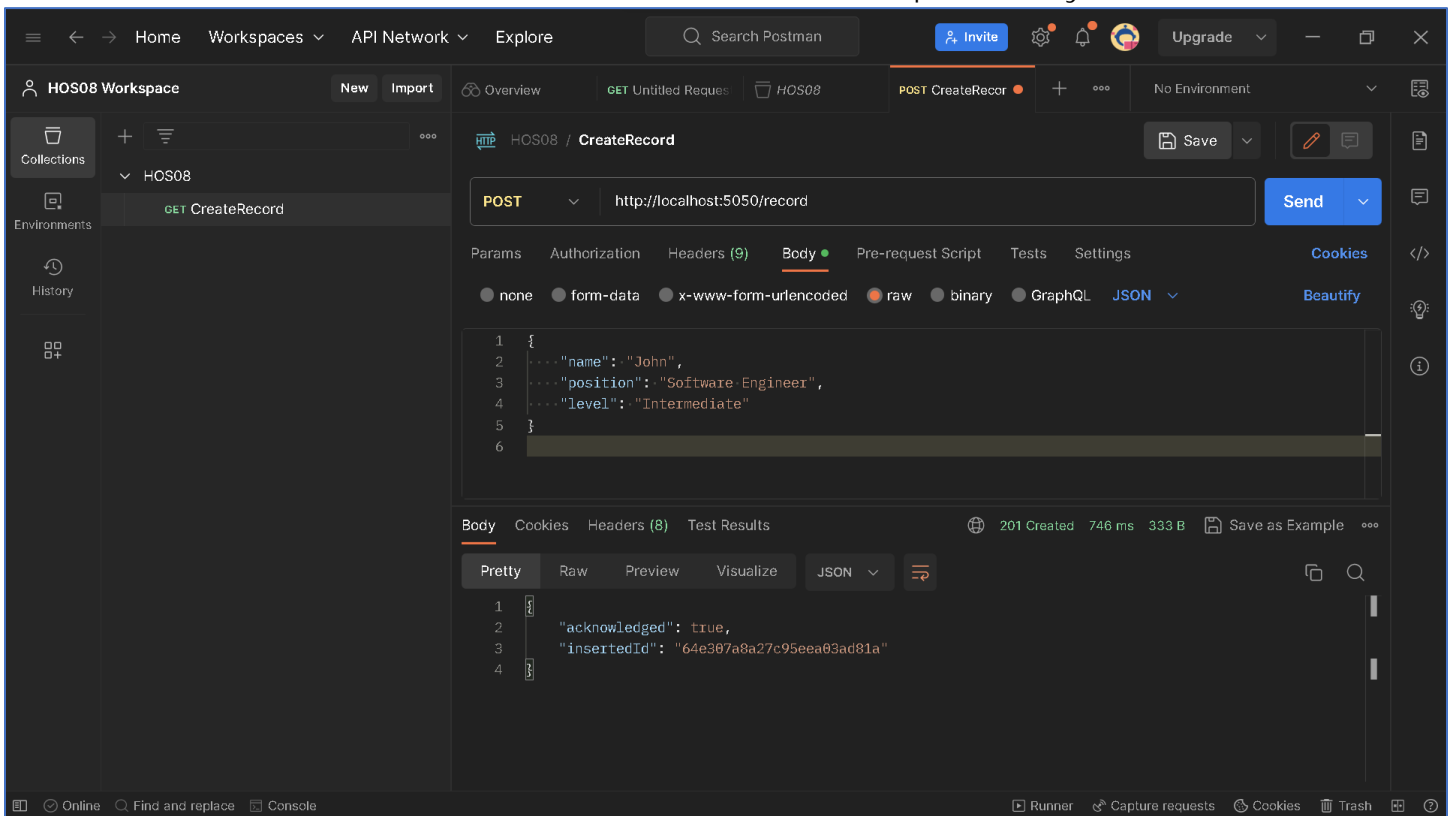 Home Workspaces API Network Explore Search Postman Invite Upgrade
HOS08 Workspace New Import Overview GET Untitled Reques HOS08 POST CreateRecor No Environment
Collections
Environments
History
HOS08
GET CreateRecord
HTTP HOS08 / CreateRecord Save
POST http://localhost:5050/record Send
Params Authorization Headers (9) Body Pre-request Script Tests Settings Cookies
none form-data x-www-form-urlencoded raw binary GraphQL JSON Beautify
1 {
2 "name": "John",
3 "position": "Software Engineer",
4 "level": "Intermediate"
5 }
6
Body Cookies Headers (8) Test Results 201 Created 746 ms 333 B Save as Example
Pretty Raw Preview Visualize JSON
1 {
2 "acknowledged": true,
3 "insertedId": "64e307a8a27c95eea03ad81a"
4 }
Online Find and replace Console Runner Capture requests Cookies Trash